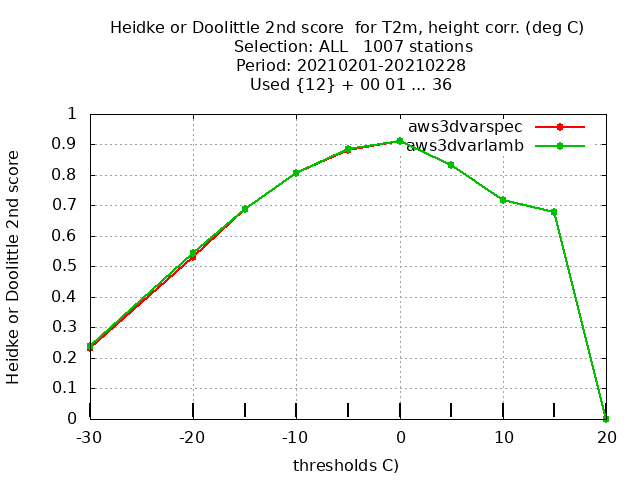 Heidke or Doolittle 2nd score  for T2m, height corr. (deg C)
Selection: ALL   1007 stations
Period: 20210201-20210228
Used {12} + 00 01 ... 36
Heidke or Doolittle 2nd score
1
0.9
0.8
0.7
0.6
0.5
0.4
0.3
0.2
0.1
0
aws3dvarspec
aws3dvarlamb
-30 -20 -10 0 10 20
thresholds C)